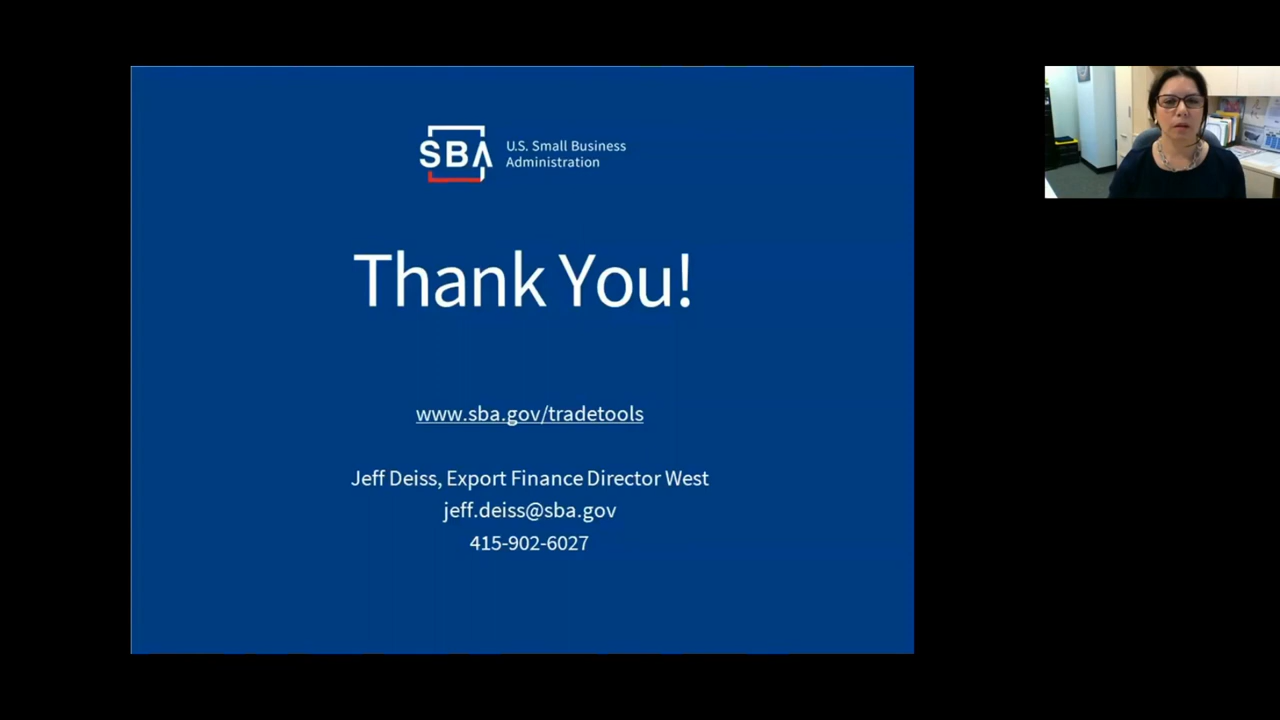 SBA
U.S. Small Business
Administration
Thank You!
www.sba.gov/tradetools
Jeff Deiss, Export Finance Director West
jeff.deiss@sba.gov
415-902-6027